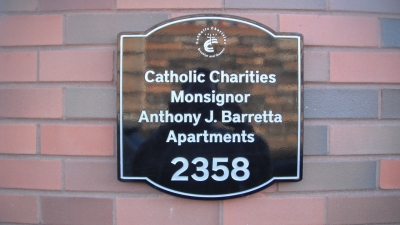 Catholic Charities
Monsignor
Anthony J. Barretta
Apartments
2358